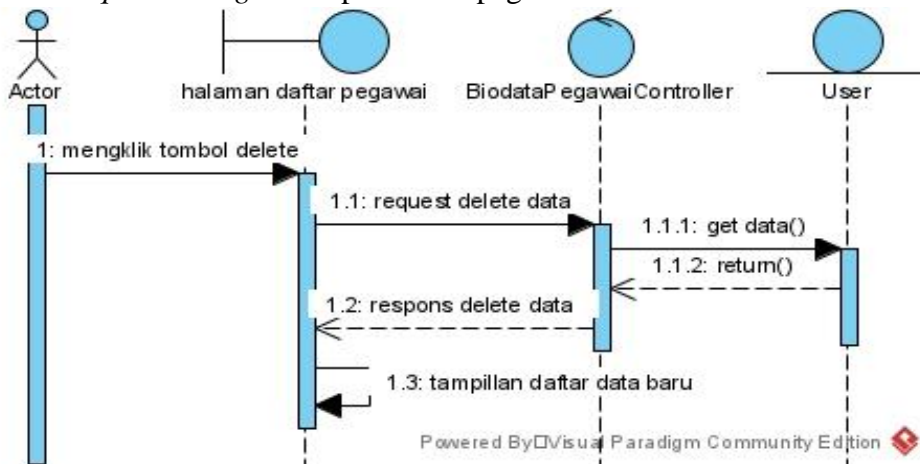 Actor
halaman daftar pegawai
BiodataPegawaiController
User
1: mengklik tombol delete
1.1: request delete data
1.1.1: get data()
1.1.2: return()
1.2: respons delete data
1.3: tampillan daftar data baru
Powered By□Visual Paradigm Community Edition